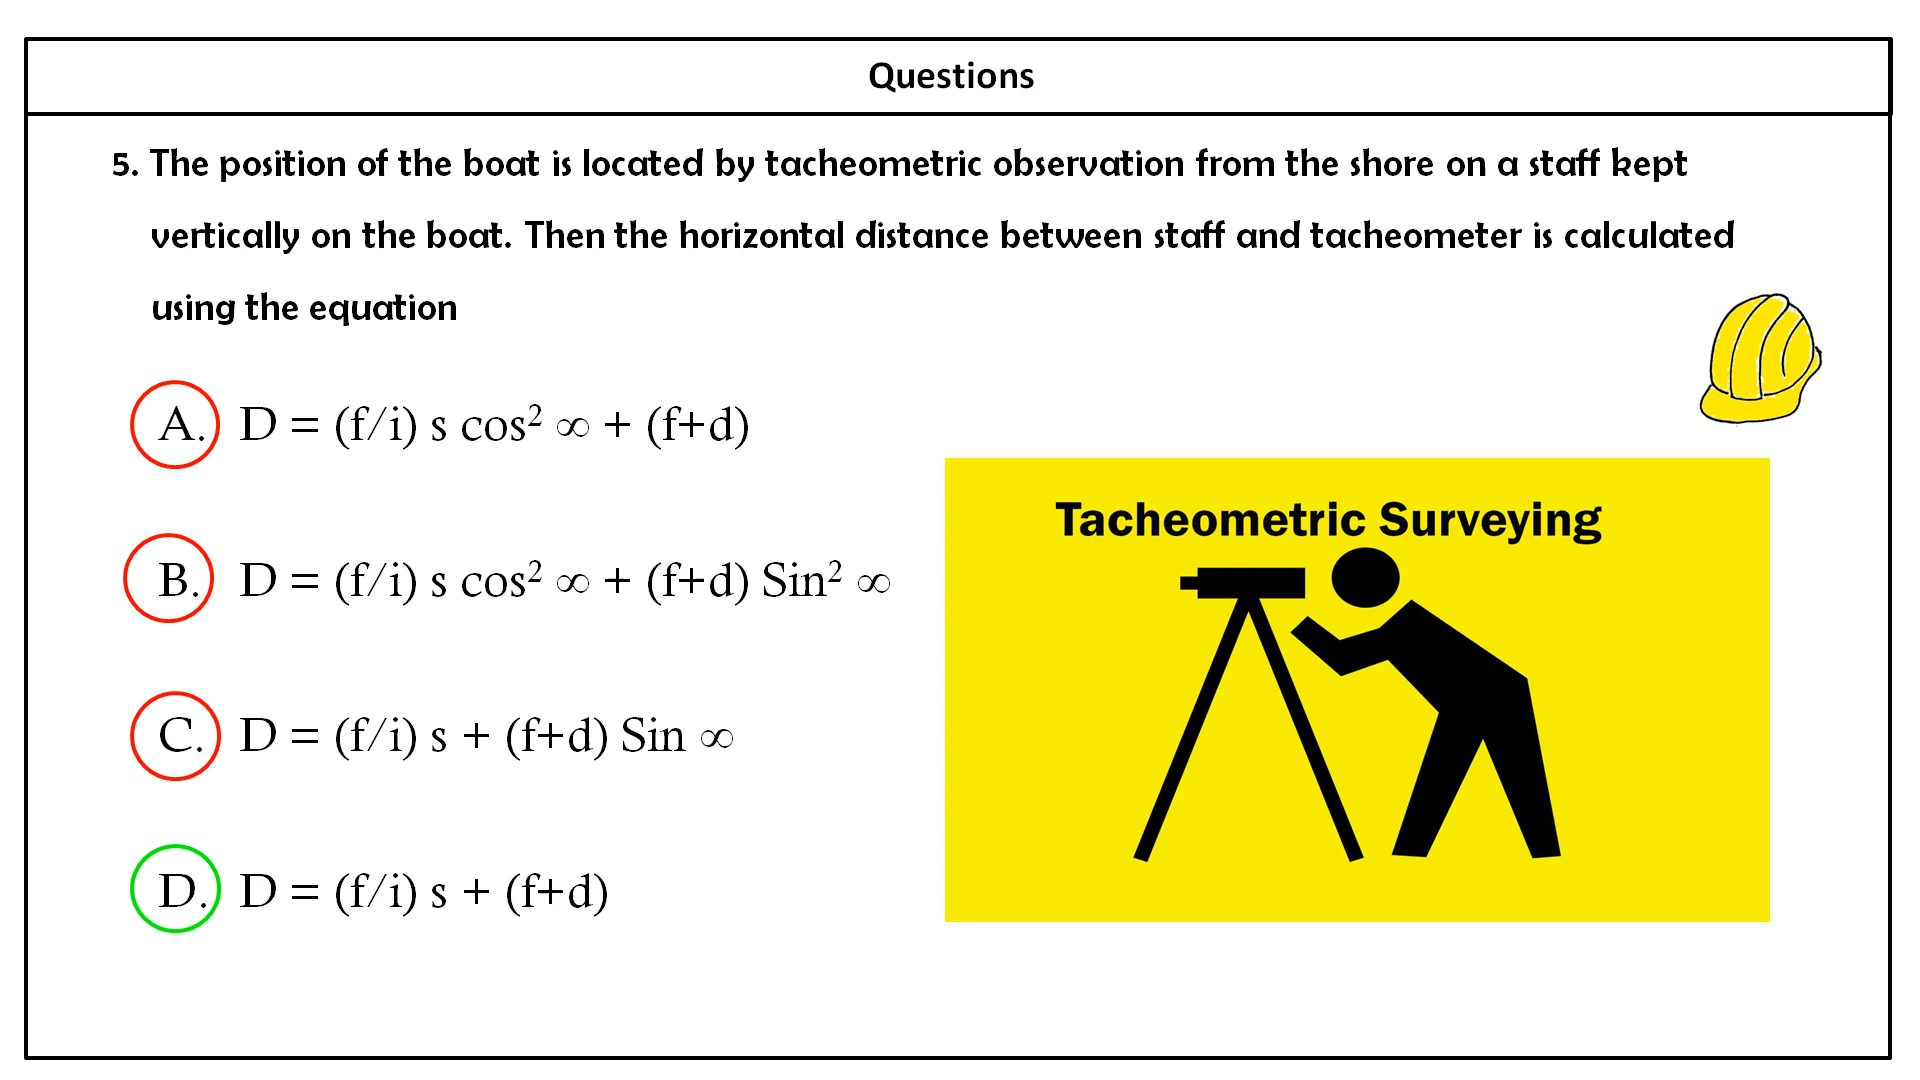 Questions
5. The position of the boat is located by tacheometric observation from the shore on a staff kept
vertically on the boat. Then the horizontal distance between staff and tacheometer is calculated
using the equation
A. D = (f/i) s cos² ∞ + (f+d)
Tacheometric Surveying
B. D = (f/i) s cos² ∞ + (f+d) Sin² ∞
C. D = (f/i) s + (f+d) Sin ∞
D. D = (f/i) s + (f+d)